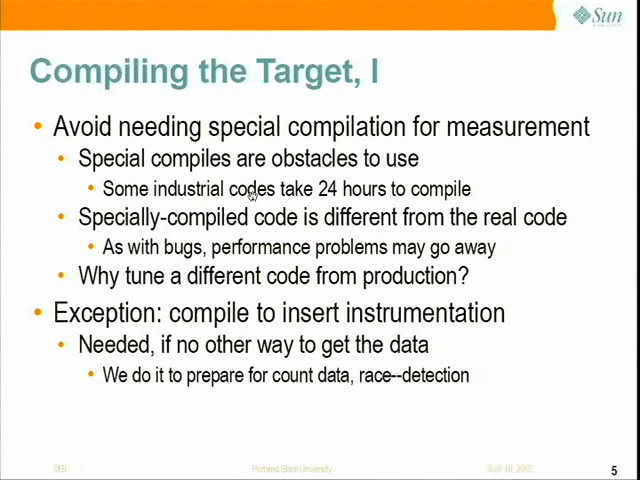 Sun
Compiling the Target, I
• Avoid needing special compilation for measurement
• Special compiles are obstacles to use
• Some industrial codes take 24 hours to compile
• Specially-compiled code is different from the real code
• As with bugs, performance problems may go away
• Why tune a different code from production?
• Exception: compile to insert instrumentation
• Needed, if no other way to get the data
• We do it to prepare for count data, race--detection
Portland State University
5